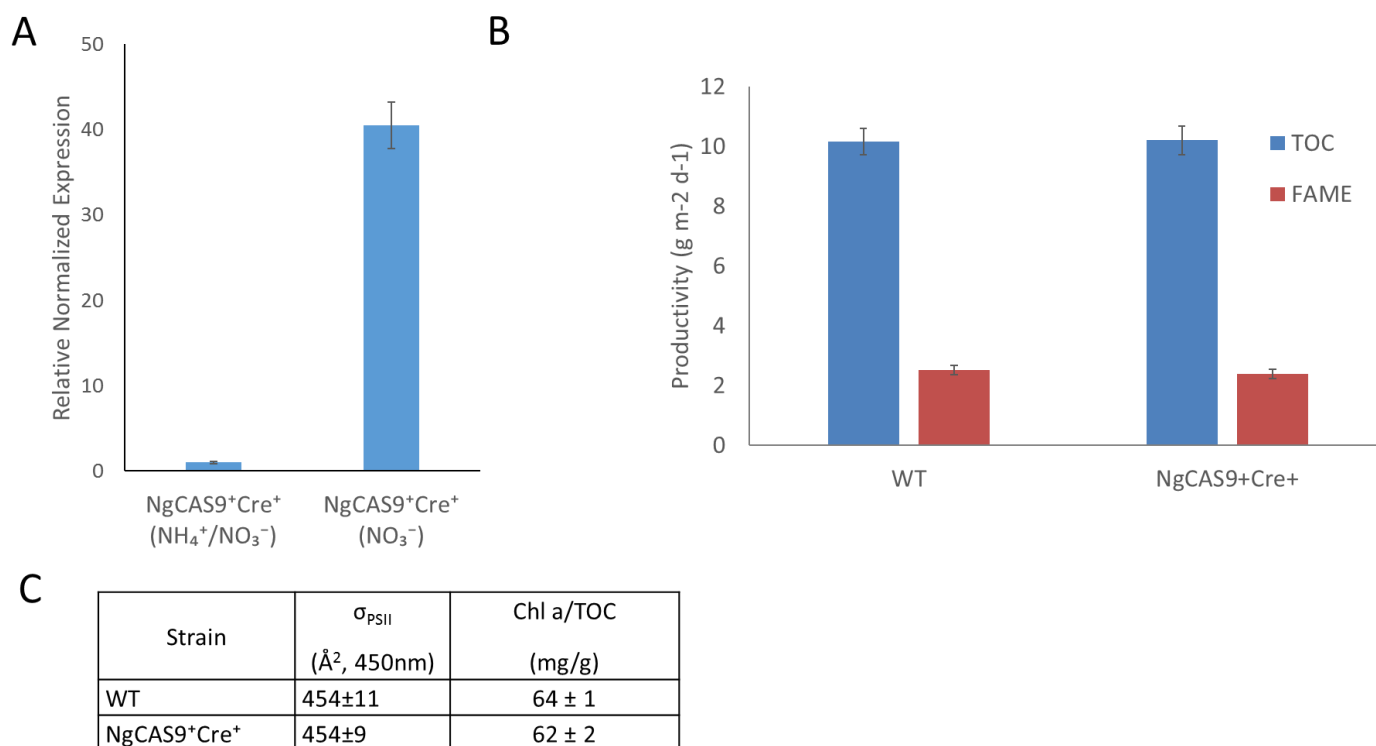 A
Relative Normalized Expression
50
40
30
20
10
0
NgCAS9⁺Cre⁺
(NH₄⁺/NO₃⁻)
NgCAS9⁺Cre⁺
(NO₃⁻)
B
Productivity (g m-2 d-1)
12
10
8
6
4
2
0
WT
NgCAS9+Cre+
TOC
FAME
C
Strain
σPSII
(Å², 450nm)
Chl a/TOC
(mg/g)
WT 454±11 64 ± 1
NgCAS9⁺Cre⁺ 454±9 62 ± 2